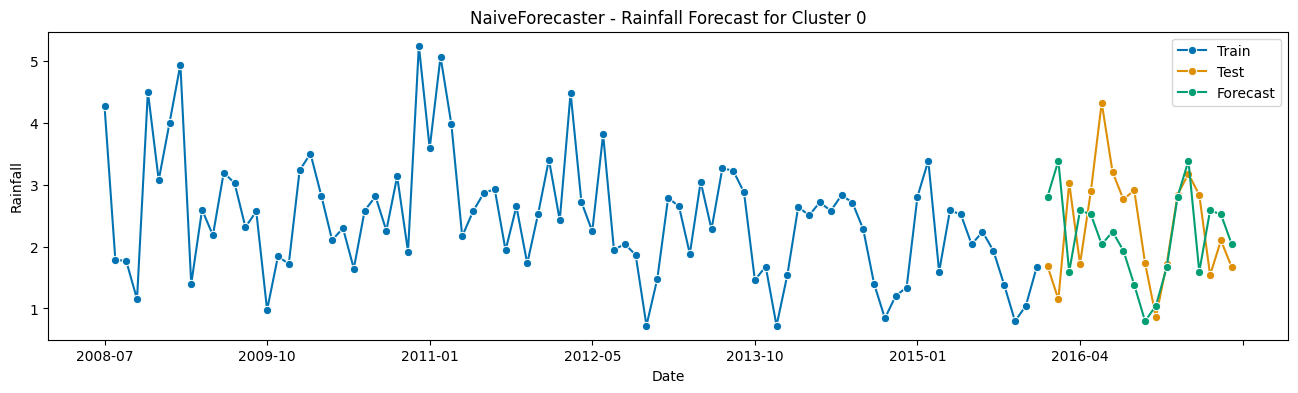 NaiveForecaster - Rainfall Forecast for Cluster 0
Train
Test
Forecast
5
4
3
2
1
Rainfall
2008-07
2009-10
2011-01
2012-05
2013-10
2015-01
2016-04
Date